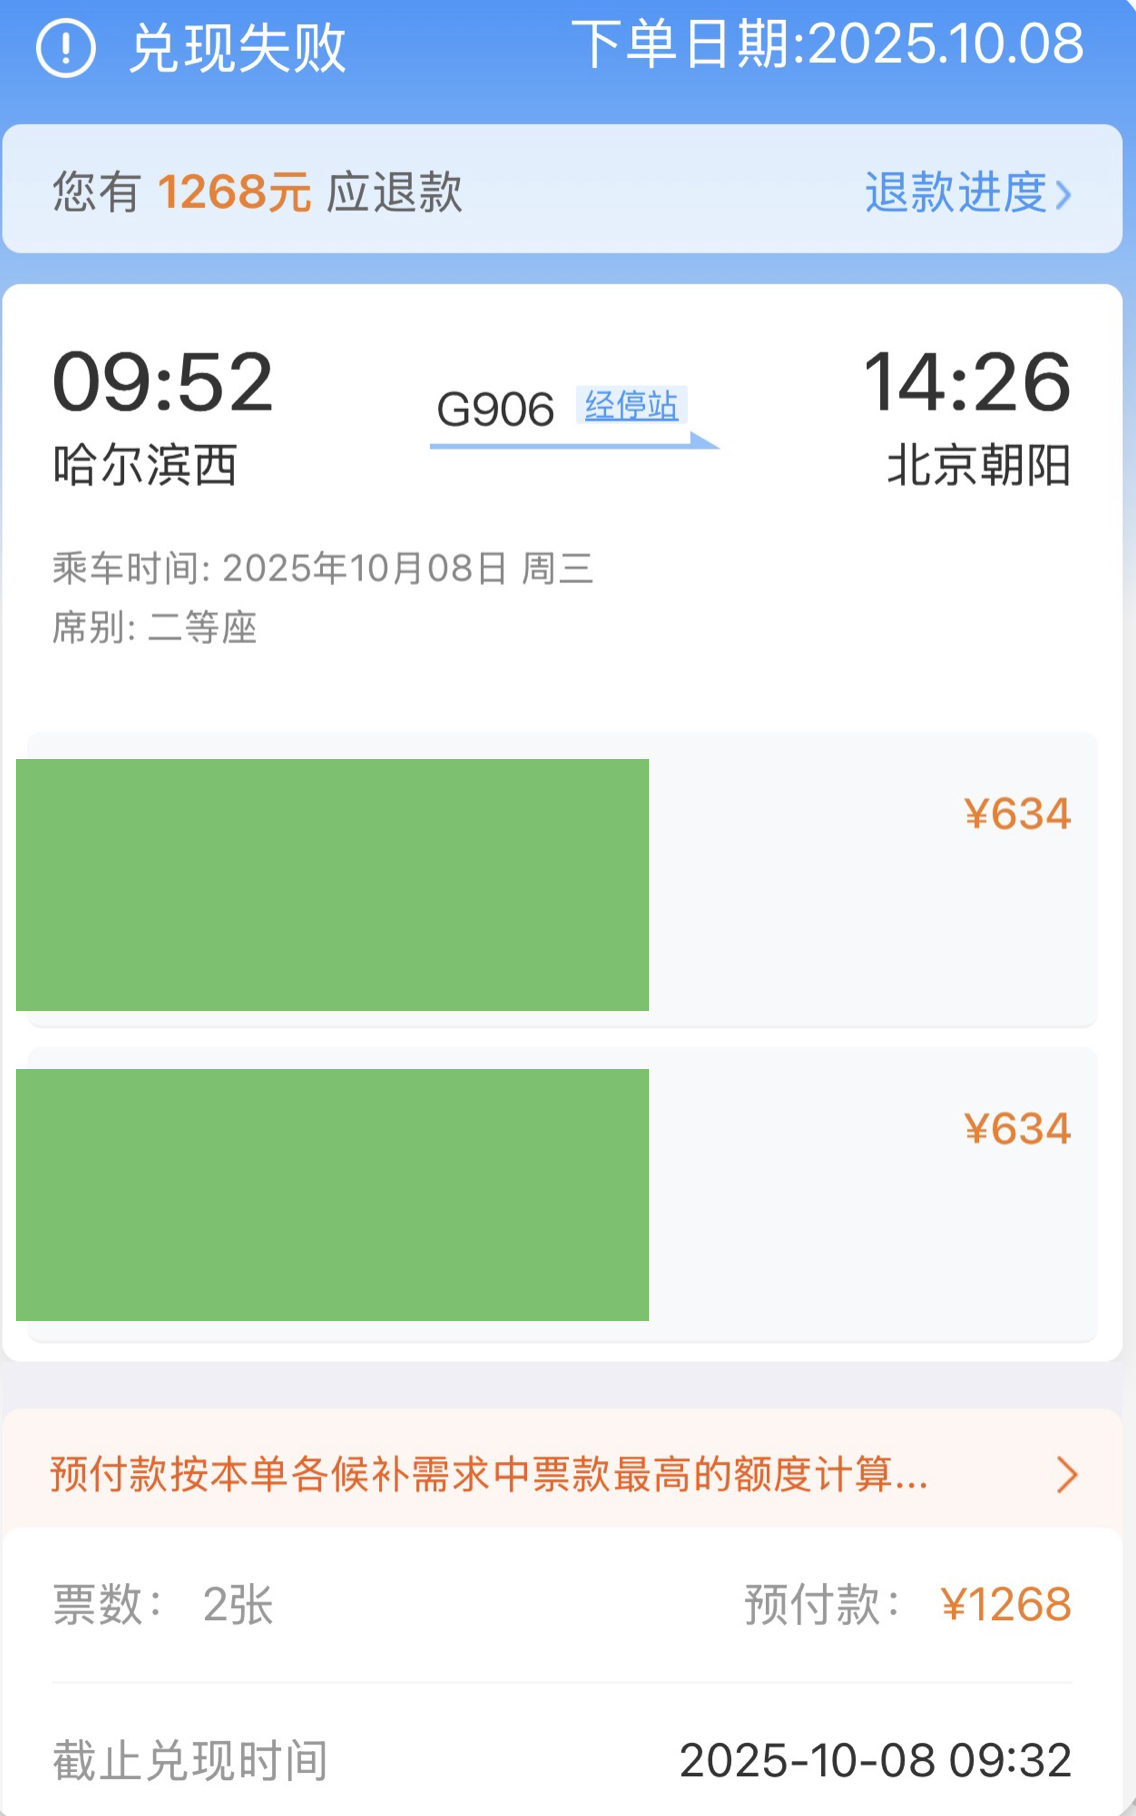 兑现失败 下单日期:2025.10.08
您有 1268元 应退款 退款进度
09:52 G906 经停站 14:26
哈尔滨西 北京朝阳
乘车时间: 2025年10月08日 周三
席别: 二等座
¥634
¥634
预付款按本单各候补需求中票款最高的额度计算...
票数： 2张 预付款： ¥1268
截止兑现时间 2025-10-08 09:32